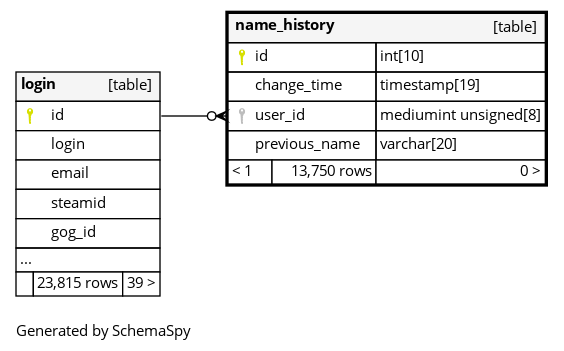 name_history [table]
id int[10]
change_time timestamp[19]
user_id mediumint unsigned[8]
previous_name varchar[20]
< 1 13,750 rows 0 >
login [table]
id
login
email
steamid
gog_id
...
23,815 rows 39 >
Generated by SchemaSpy